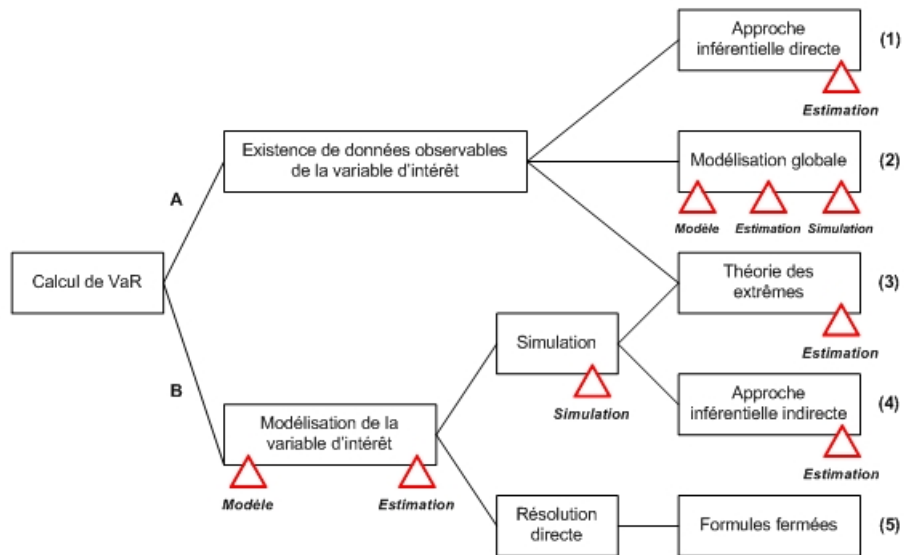 Approche
inférentielle directe
(1)
Estimation
Existence de données observables
de la variable d'intérêt
Modélisation globale
(2)
A
Modèle
Estimation
Simulation
Calcul de VaR
Théorie des
extrêmes
(3)
Simulation
Estimation
B
Simulation
Approche
inférentielle indirecte
(4)
Modélisation de la
variable d'intérêt
Estimation
Modèle
Estimation
Résolution
directe
Formules fermées
(5)